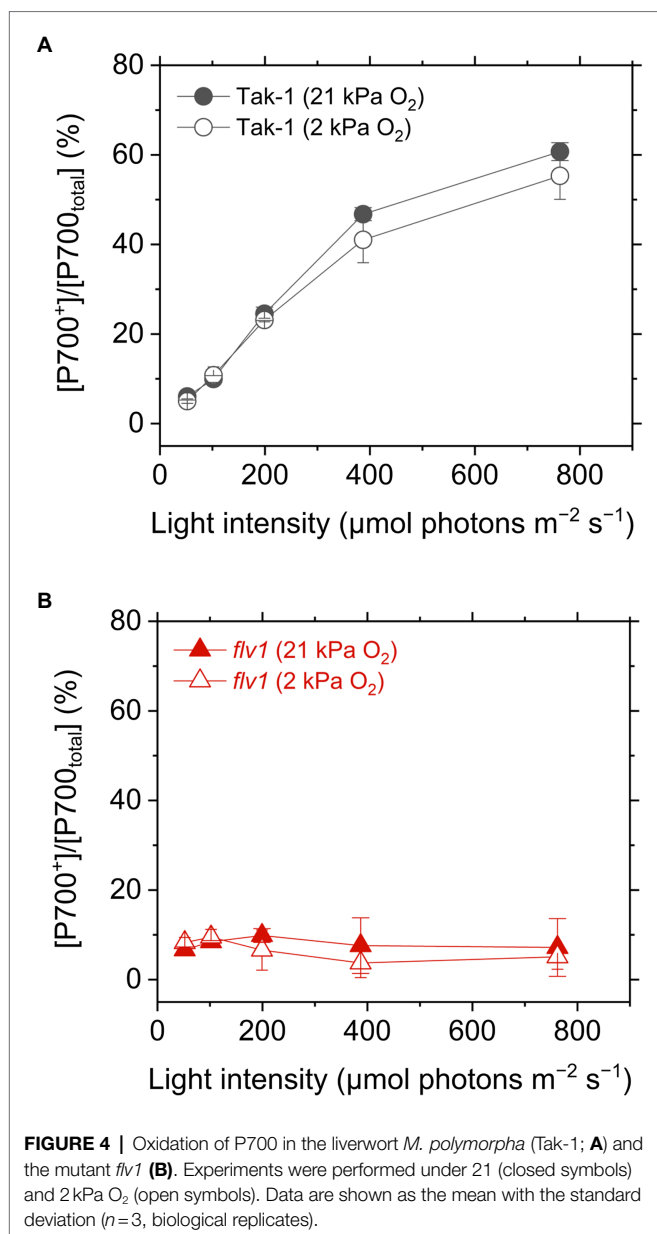 A
80
60
40
20
0
[P700⁺]/[P700total] (%)
Tak-1 (21 kPa O₂)
Tak-1 (2 kPa O₂)
0 200 400 600 800
Light intensity (µmol photons m⁻² s⁻¹)
B
80
60
40
20
0
[P700⁺]/[P700total] (%)
flv1 (21 kPa O₂)
flv1 (2 kPa O₂)
0 200 400 600 800
Light intensity (µmol photons m⁻² s⁻¹)
FIGURE 4 | Oxidation of P700 in the liverwort M. polymorpha (Tak-1; A) and
the mutant flv1 (B). Experiments were performed under 21 (closed symbols)
and 2 kPa O₂ (open symbols). Data are shown as the mean with the standard
deviation (n = 3, biological replicates).